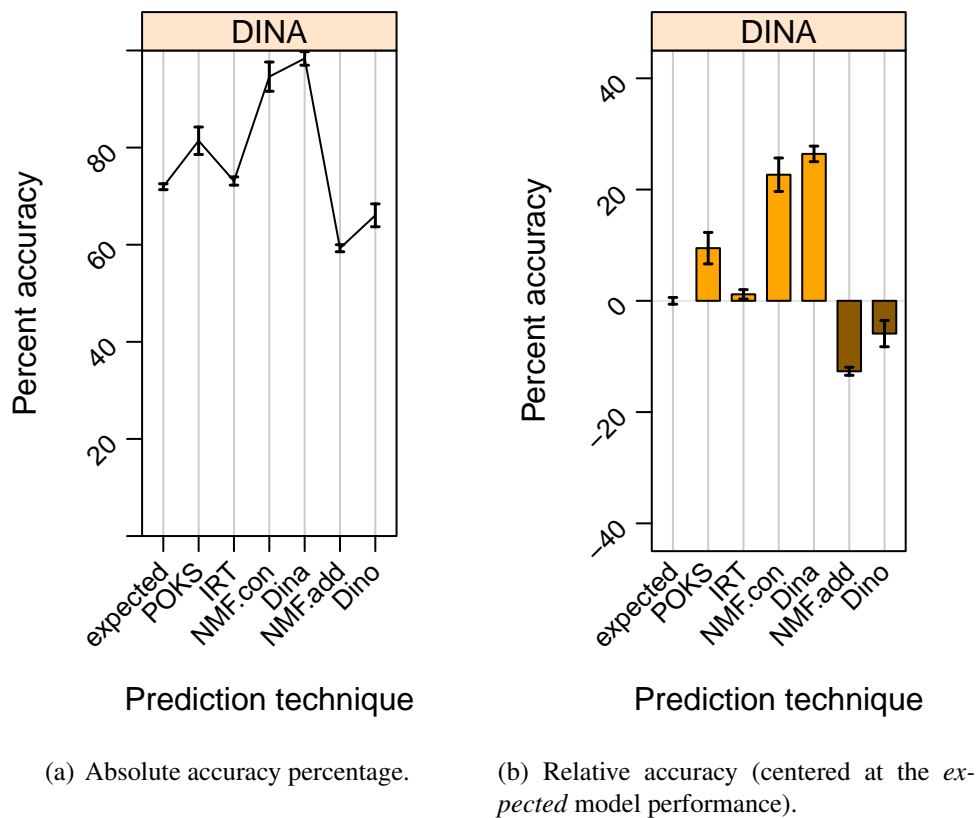 DINA
Percent accuracy
80
60
40
20
expected
POKS
IRT
NMF.con
Dina
NMF.add
Dino
Prediction technique
(a) Absolute accuracy percentage.
DINA
Percent accuracy
40
20
0
−20
−40
expected
POKS
IRT
NMF.con
Dina
NMF.add
Dino
Prediction technique
(b) Relative accuracy (centered at the ex-
pected model performance).